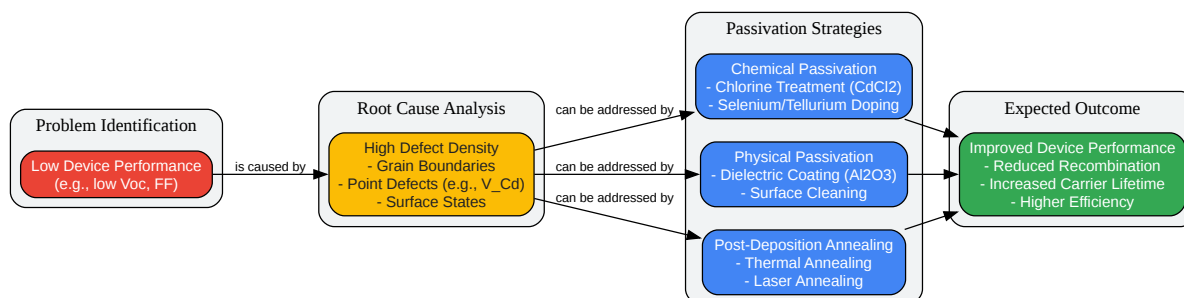 Problem Identification
Low Device Performance
(e.g., low Voc, FF)
is caused by
Root Cause Analysis
High Defect Density
- Grain Boundaries
- Point Defects (e.g., V_Cd)
- Surface States
can be addressed by
can be addressed by
can be addressed by
Passivation Strategies
Chemical Passivation
- Chlorine Treatment (CdCl2)
- Selenium/Tellurium Doping
Physical Passivation
- Dielectric Coating (Al2O3)
- Surface Cleaning
Post-Deposition Annealing
- Thermal Annealing
- Laser Annealing
Expected Outcome
Improved Device Performance
- Reduced Recombination
- Increased Carrier Lifetime
- Higher Efficiency